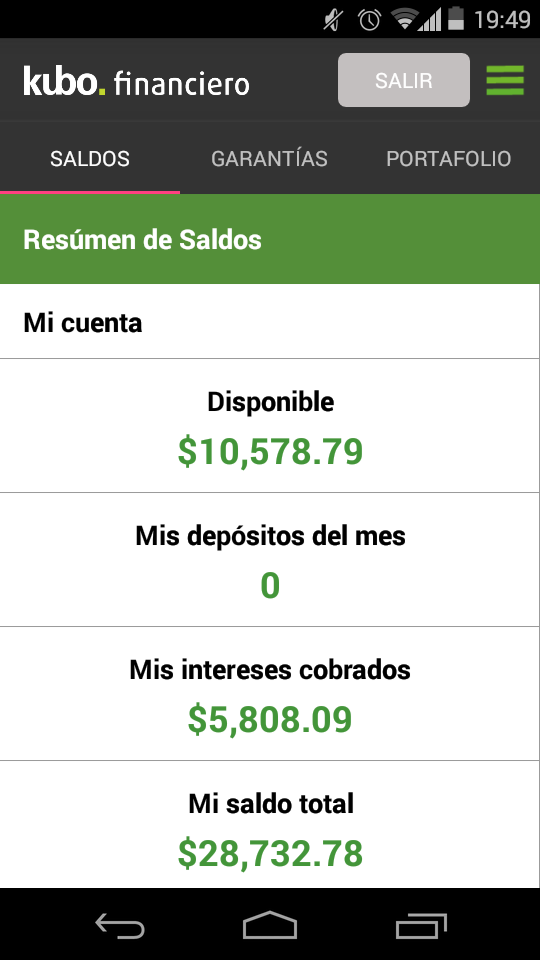 19:49
kubo. financiero
SALIR
SALDOS GARANTÍAS PORTAFOLIO
Resúmen de Saldos
Mi cuenta
Disponible
$10,578.79
Mis depósitos del mes
0
Mis intereses cobrados
$5,808.09
Mi saldo total
$28,732.78